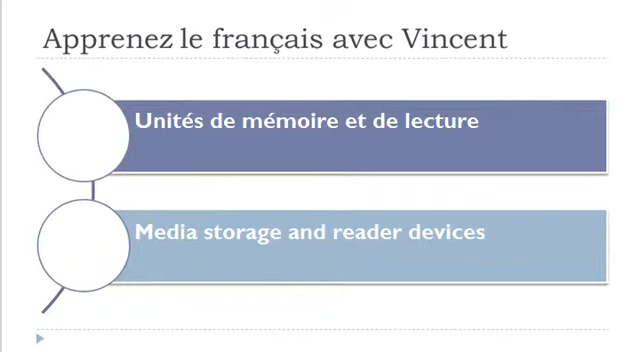 Apprenez le français avec Vincent
Unités de mémoire et de lecture
Media storage and reader devices